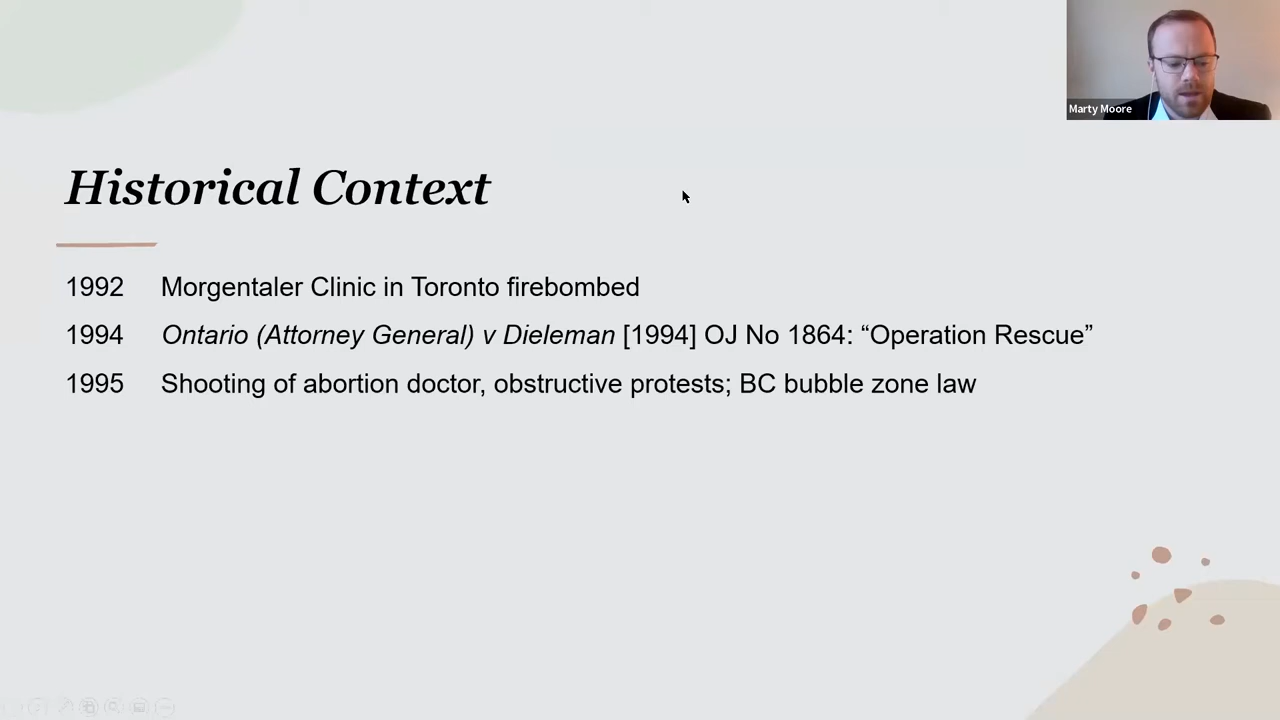 Marty Moore
Historical Context
1992 Morgentaler Clinic in Toronto firebombed
1994 Ontario (Attorney General) v Dieleman [1994] OJ No 1864: “Operation Rescue”
1995 Shooting of abortion doctor, obstructive protests; BC bubble zone law